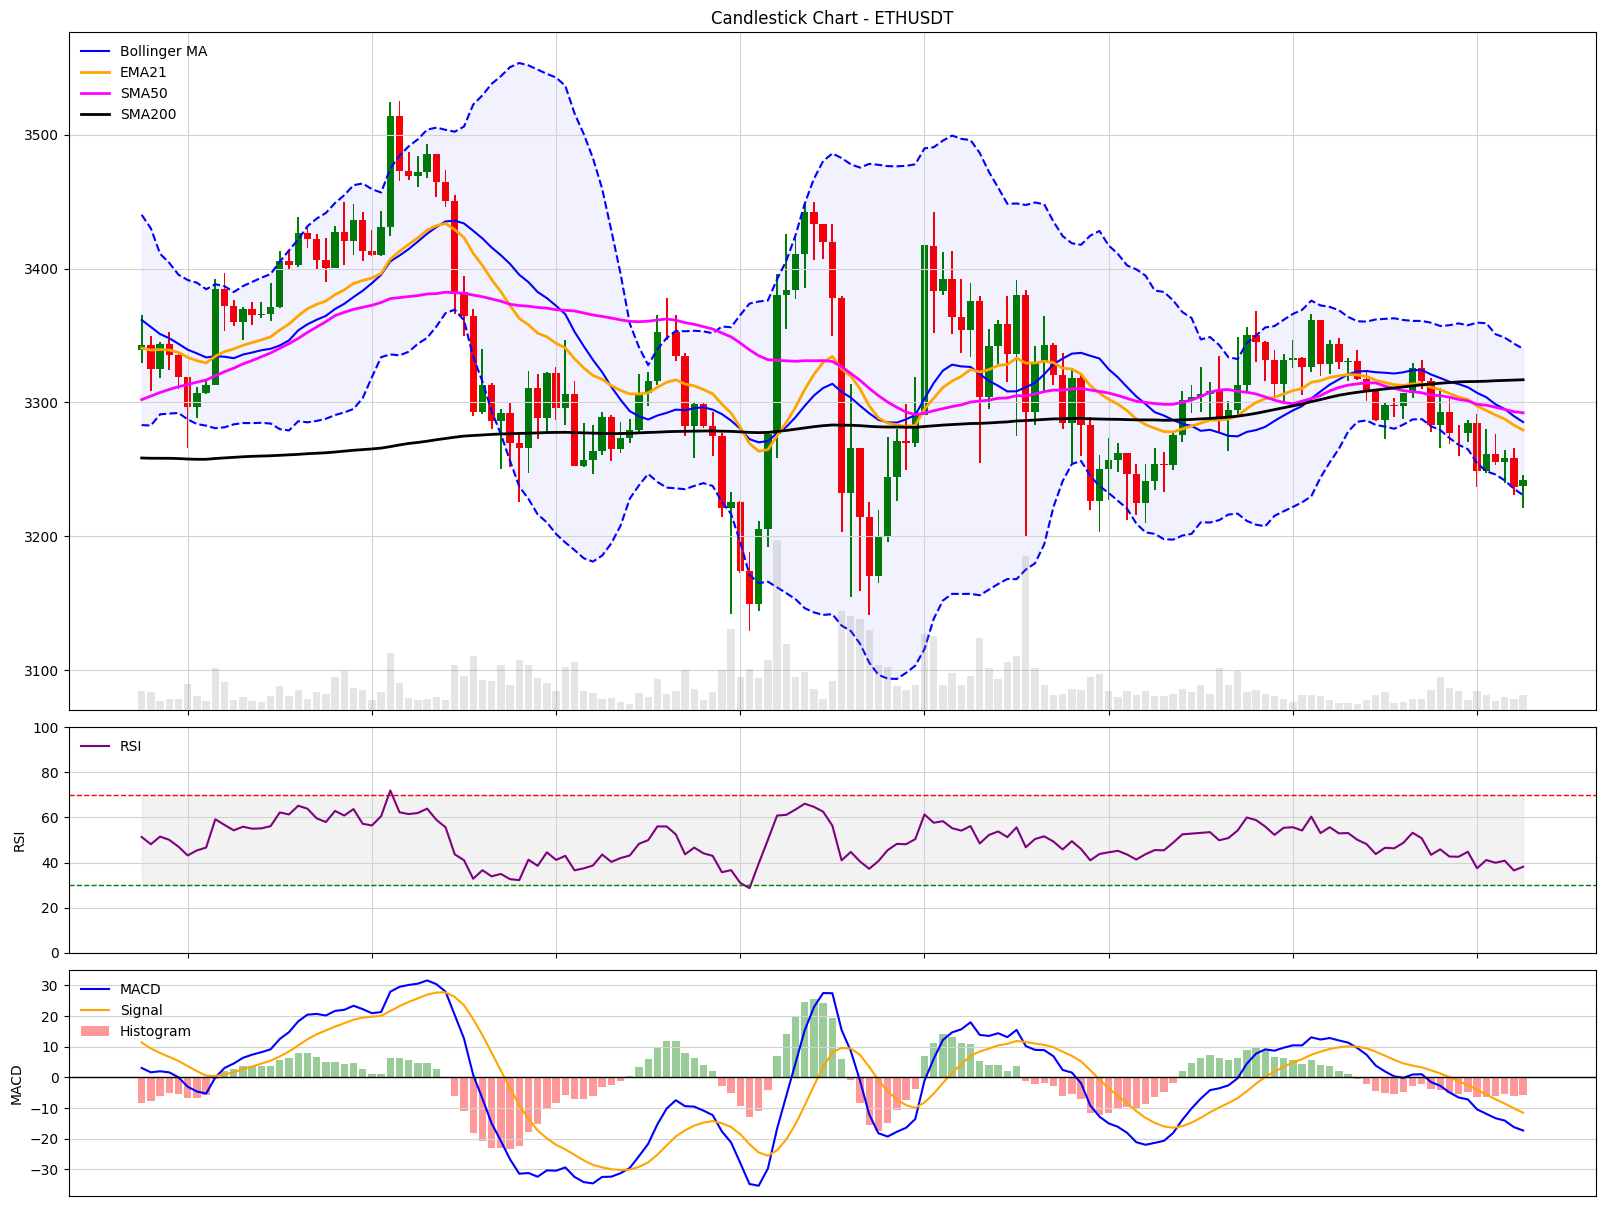 Candlestick Chart - ETHUSDT
Bollinger MA
EMA21
SMA50
SMA200
3500
3400
3300
3200
3100
100
80
60
40
20
0
RSI
RSI
30
20
10
0
−10
−20
−30
MACD
MACD
Signal
Histogram